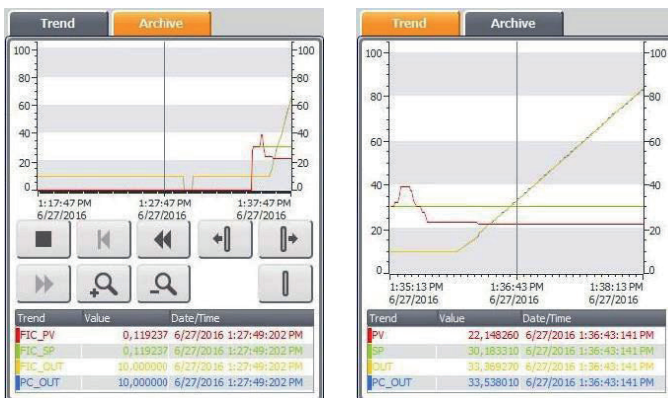 Trend Archive
100 100
80 80
60 60
40 40
20 20
0 0
1:17:47 PM 1:27:47 PM 1:37:47 PM
6/27/2016 6/27/2016 6/27/2016
Trend Value Date/Time
FIC_PV 0,119237 6/27/2016 1:27:49:202 PM
FIC_SP 0,119237 6/27/2016 1:27:49:202 PM
FIC_OUT 10,000000 6/27/2016 1:27:49:202 PM
PC_OUT 10,000000 6/27/2016 1:27:49:202 PM
Trend Archive
100 100
80 80
60 60
40 40
20 20
0 0
1:35:13 PM 1:36:43 PM 1:38:13 PM
6/27/2016 6/27/2016 6/27/2016
Trend Value Date/Time
PV 22,148260 6/27/2016 1:36:43:141 PM
SP 30,183310 6/27/2016 1:36:43:141 PM
OUT 33,369270 6/27/2016 1:36:43:141 PM
PC_OUT 33,538010 6/27/2016 1:36:43:141 PM